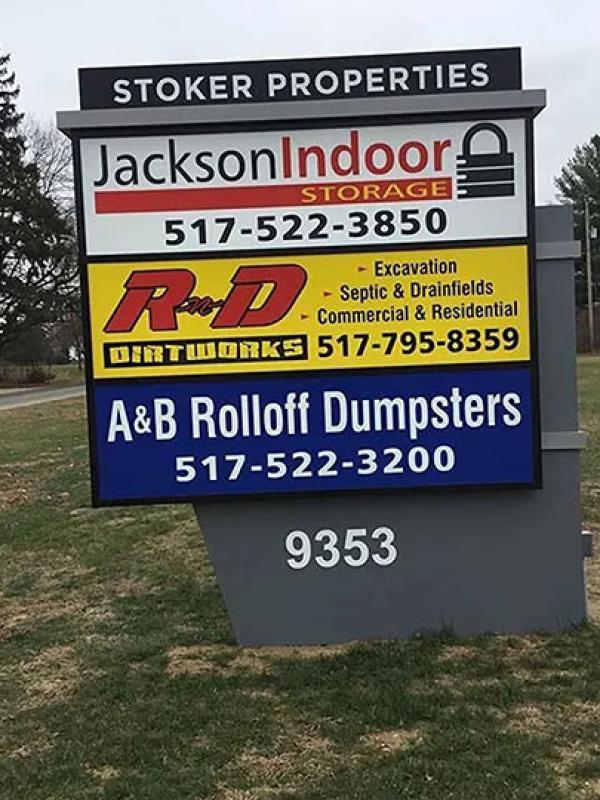 STOKER PROPERTIES
JacksonIndoor
STORAGE
517-522-3850
R-n-D
DIRTWORKS
- Excavation
- Septic & Drainfields
- Commercial & Residential
517-795-8359
A&B Rolloff Dumpsters
517-522-3200
9353